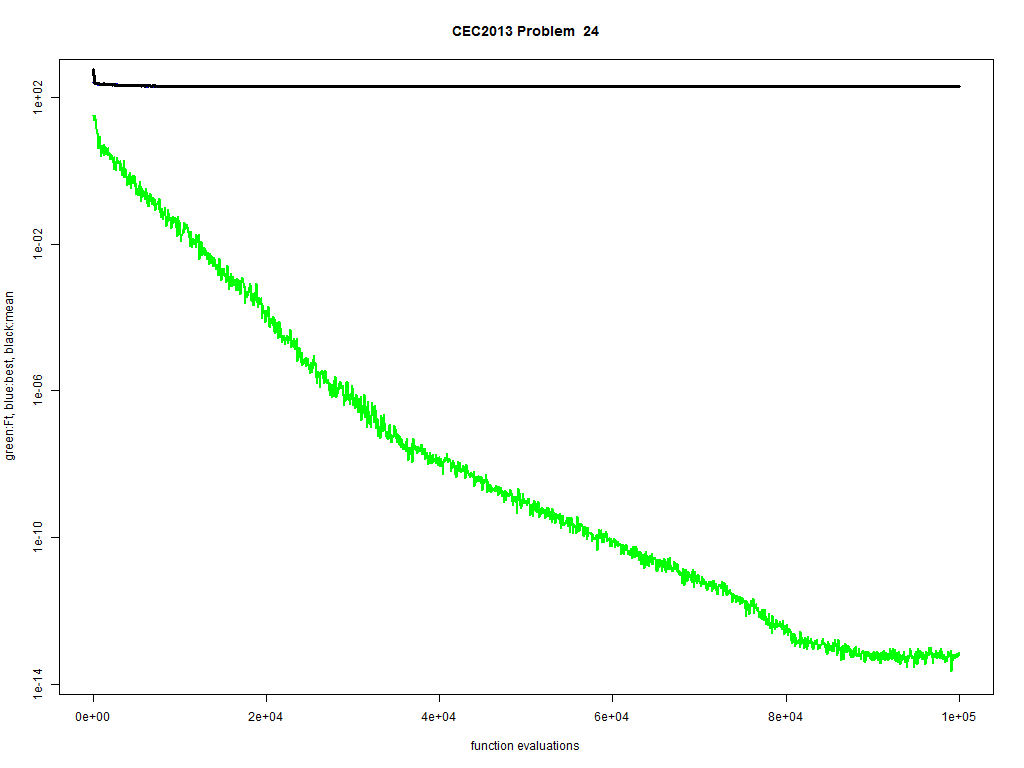 CEC2013 Problem  24
green:Ft, blue:best, black:mean
1e+02
1e-02
1e-06
1e-10
1e-14
0e+00 2e+04 4e+04 6e+04 8e+04 1e+05
function evaluations